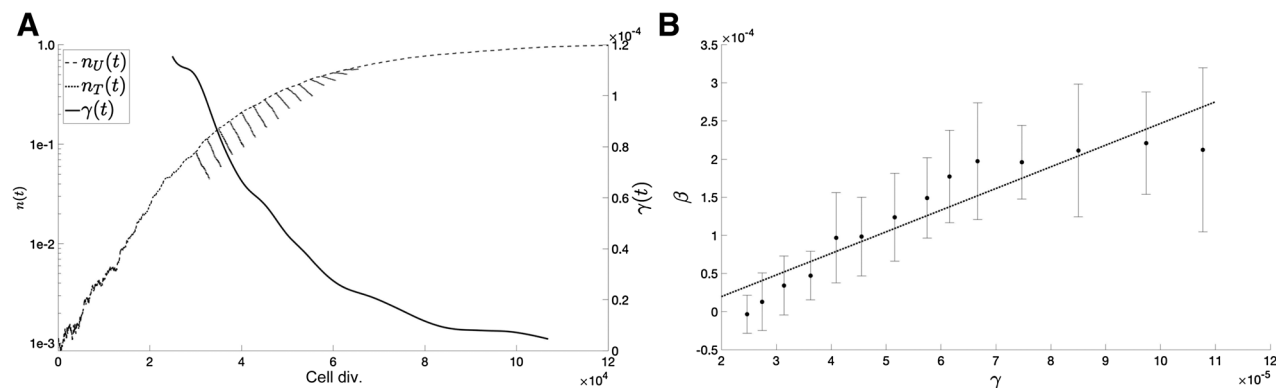 A
B
×10⁻⁴
1.0
1e-1
1e-2
1e-3
n(t)
n_U(t)
n_T(t)
γ(t)
1.2
1
0.8
0.6
0.4
0.2
0
γ(t)
0 2 4 6 8 10 12
Cell div.
×10⁴
×10⁻⁴
3.5
3
2.5
2
1.5
1
0.5
0
-0.5
β
2 3 4 5 6 7 8 9 10 11 12
γ
×10⁻⁵